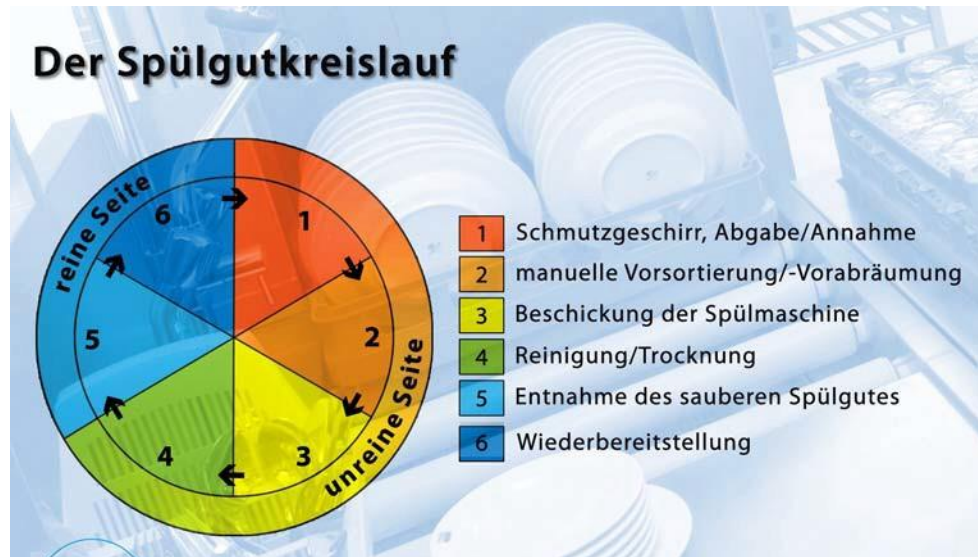 Der Spülgutkreislauf
reine Seite
unreine Seite
6
1
5
2
4
3
1 Schmutzgeschirr, Abgabe/Annahme
2 manuelle Vorsortierung/-Vorabräumung
3 Beschickung der Spülmaschine
4 Reinigung/Trocknung
5 Entnahme des sauberen Spülgutes
6 Wiederbereitstellung